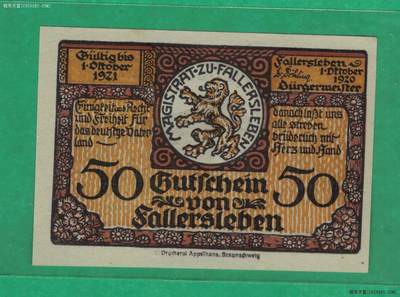 Gültig bis
1. Oktober
1921
Fallersleben
1. Oktober
1920
Bürgermeister
MAGISTRAT·ZU·FALLERSLEBEN
Einigkeit und Recht
und Freiheit für
das deutsche Vater-
land
danach laßt uns
alle streben
brüderlich mit
Herz und Hand
50 Gutschein 50
von
Fallersleben
Druckerei Appelhans, Braunschweig